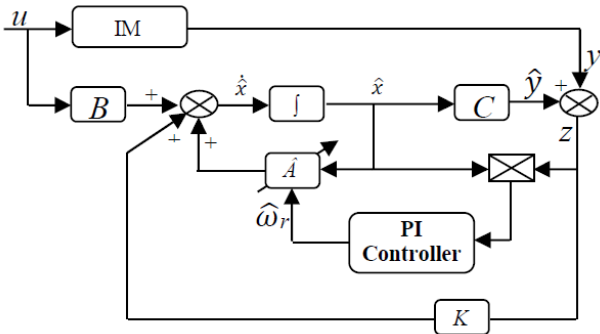 u
IM
y
B
+
+
+
ẋ̂
∫
x̂
C
ŷ
+
z
Â
ω̂ᵣ
PI
Controller
K